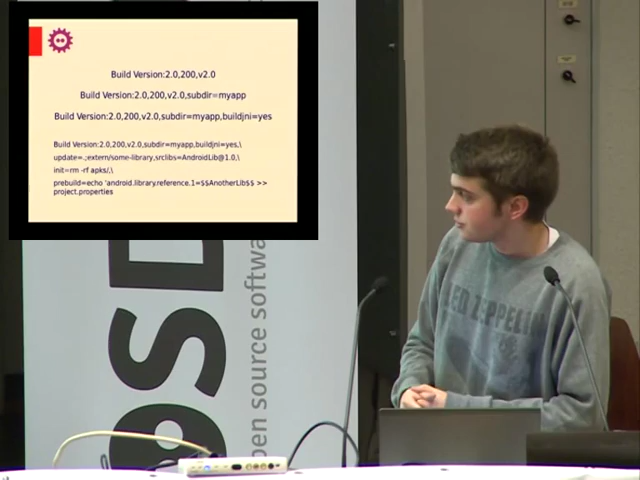 Build Version:2.0,200,v2.0
Build Version:2.0,200,v2.0,subdir=myapp
Build Version:2.0,200,v2.0,subdir=myapp,buildjni=yes
Build Version:2.0,200,v2.0,subdir=myapp,buildjni=yes,\
update=.;extern/some-library,srclibs=AndroidLib@1.0,\
init=rm -rf apks/,\
prebuild=echo 'android.library.reference.1=$$AnotherLib$$ >>
project.properties
OSD
pen source softwa
LED ZEPPELIN